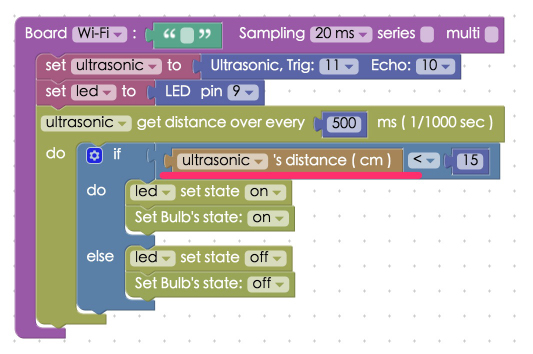 Board Wi-Fi : “ ” Sampling 20 ms series multi
set ultrasonic to Ultrasonic, Trig: 11 Echo: 10
set led to LED pin 9
ultrasonic get distance over every 500 ms ( 1/1000 sec )
do if ultrasonic 's distance ( cm ) < 15
do led set state on
Set Bulb's state: on
else led set state off
Set Bulb's state: off